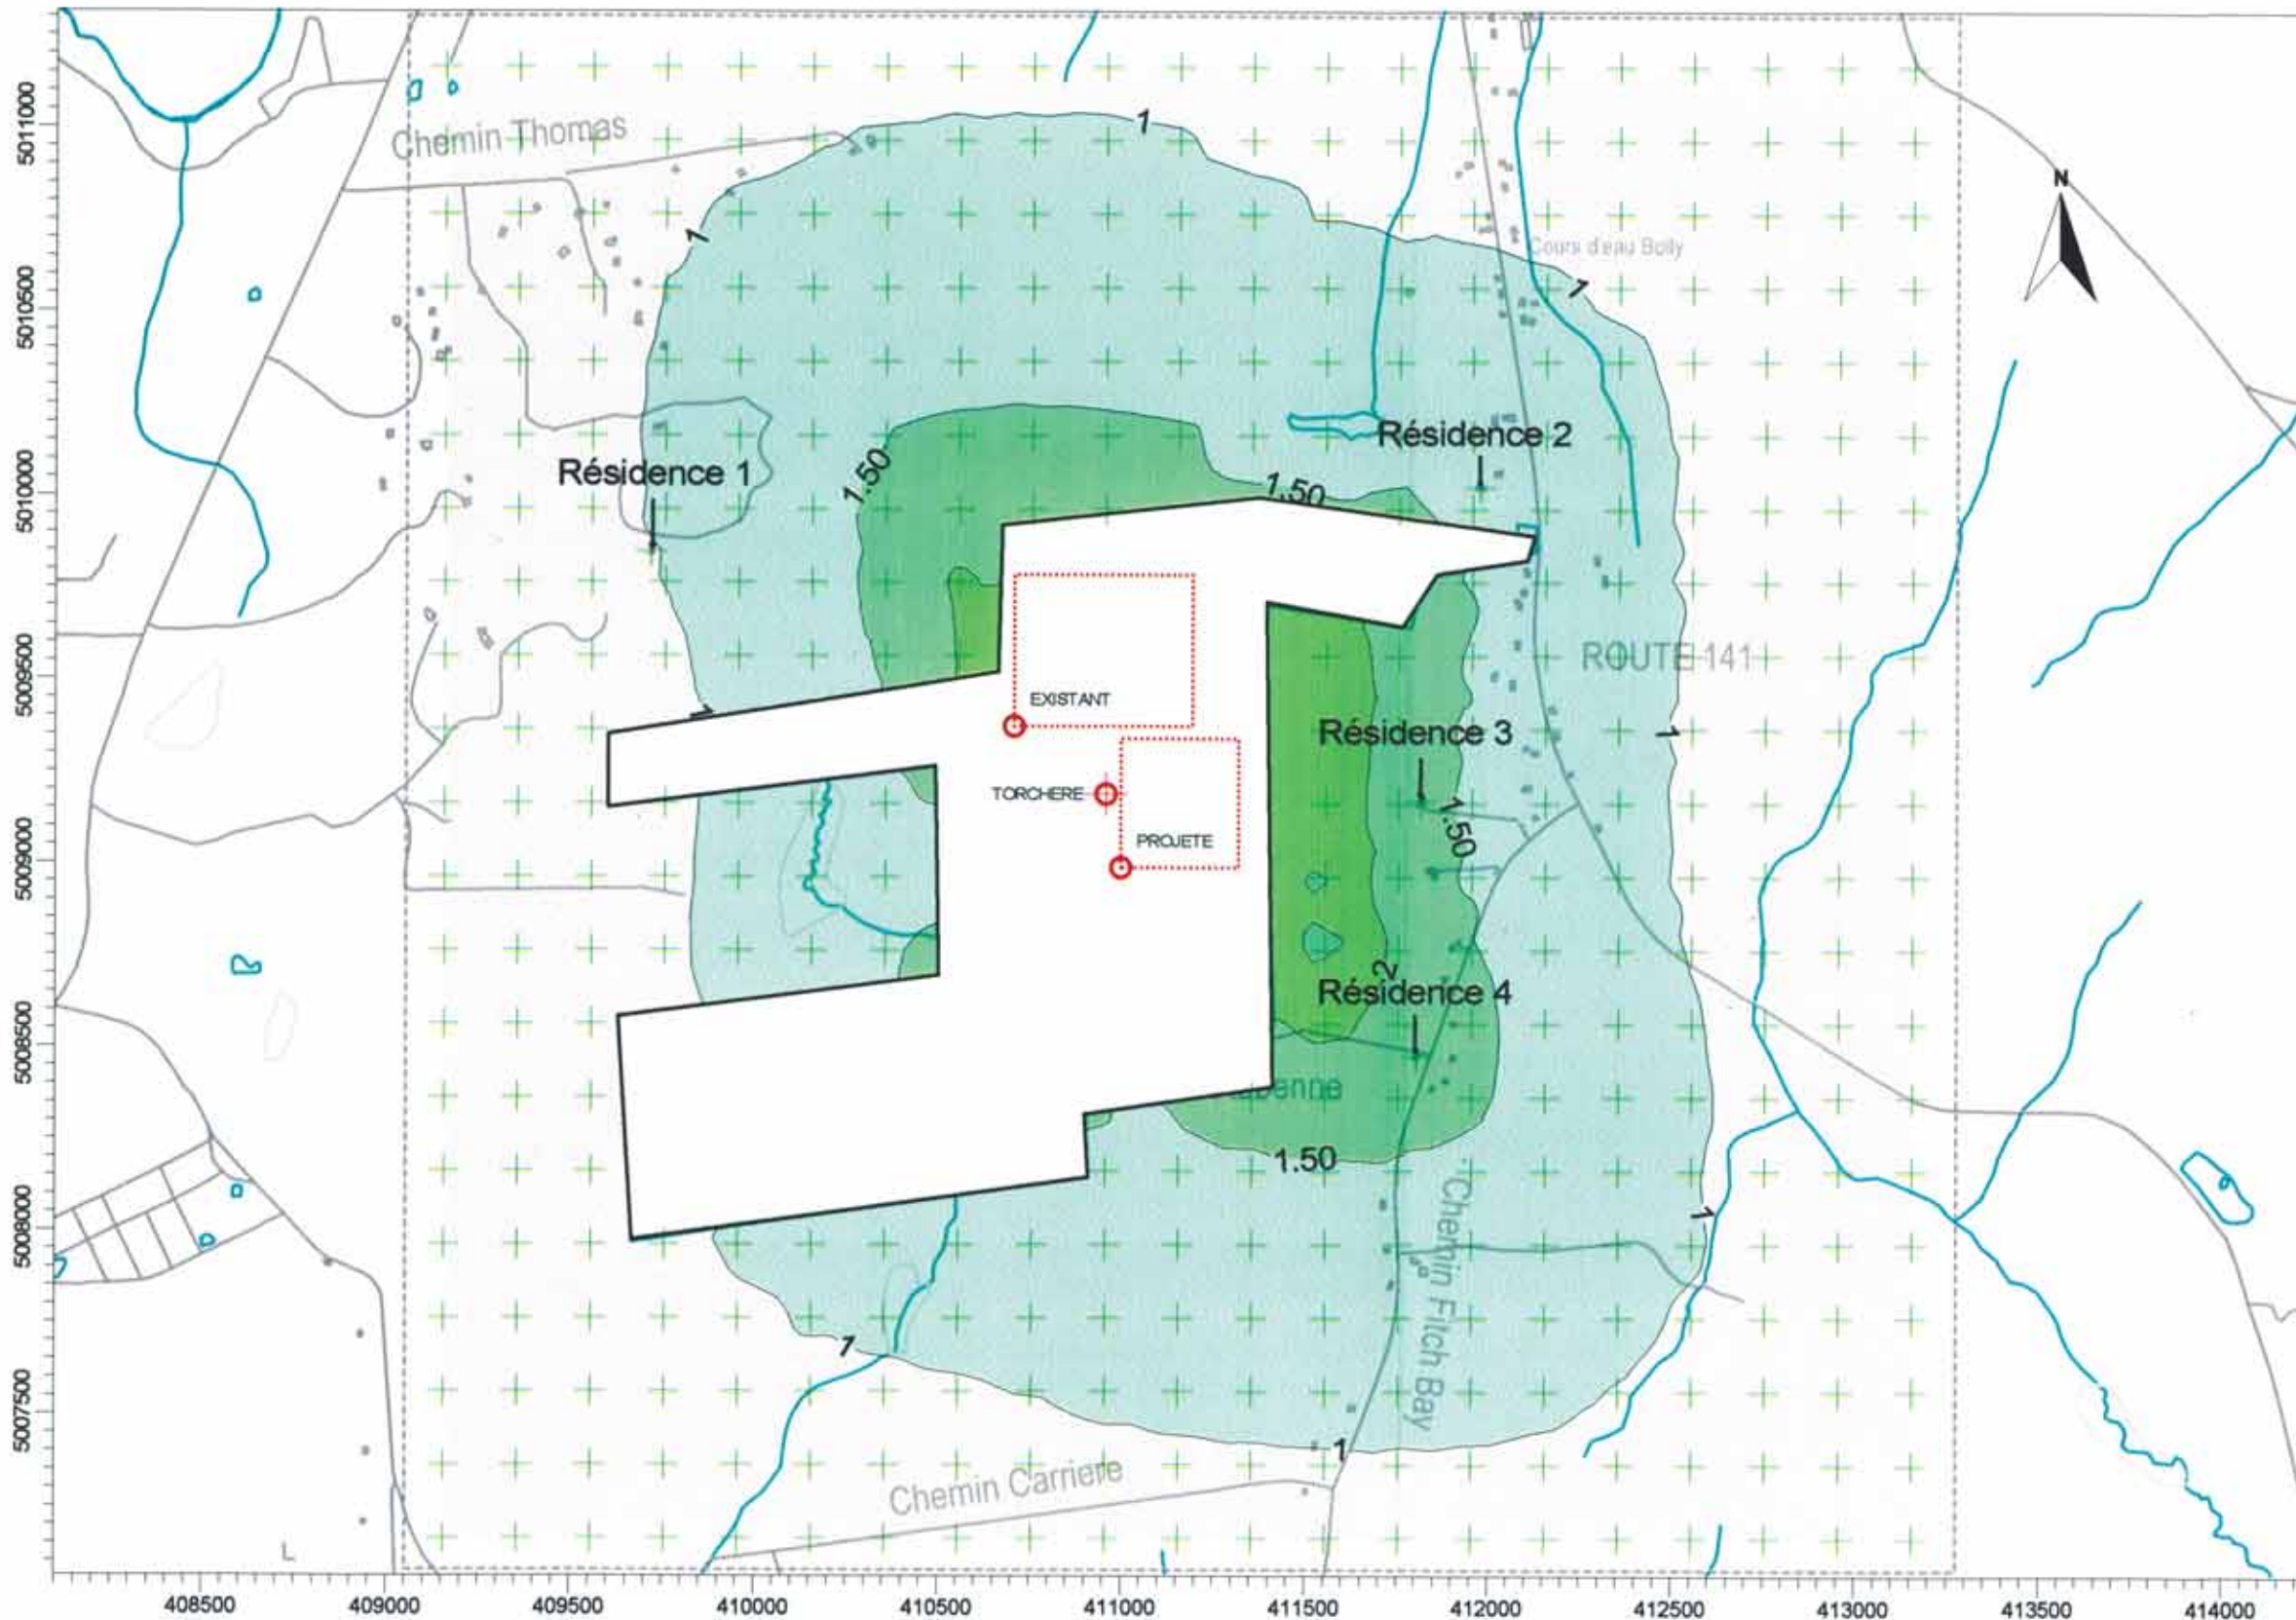 5011000
5010500
5010000
5009500
5009000
5008500
5008000
5007500
Chemin Thomas
1
1
N
Cours d'eau Bolly
1
Résidence 2
Résidence 1
1.50
1.50
ROUTE 141
EXISTANT
1
Résidence 3
1
TORCHERE
1.50
PROJETE
2
Résidence 4
1.50
1
Chemin Fitch Bay
1
1
Chemin Carriere
L
408500 409000 409500 410000 410500 411000 411500 412000 412500 413000 413500 414000